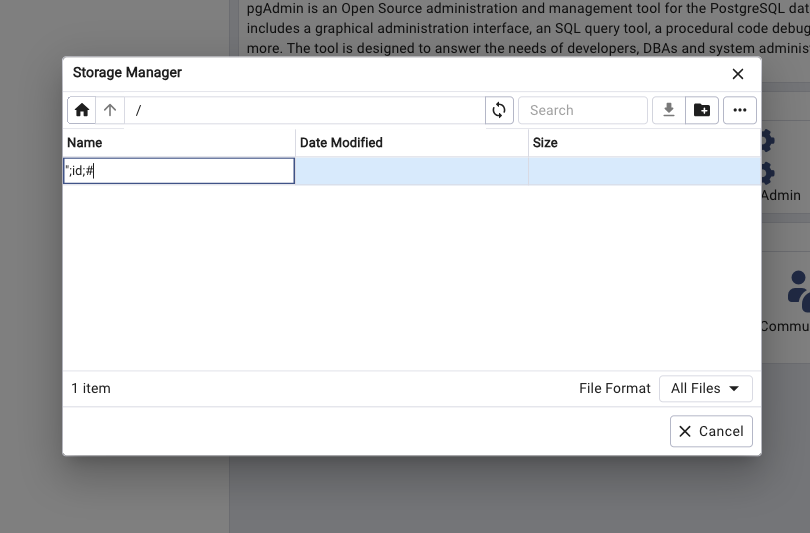 pgAdmin is an Open Source administration and management tool for the PostgreSQL dat
includes a graphical administration interface, an SQL query tool, a procedural code debug
more. The tool is designed to answer the needs of developers, DBAs and system adminis
Storage Manager
/
Search
Name Date Modified Size
";id;#
Admin
Commu
1 item
File Format All Files
Cancel